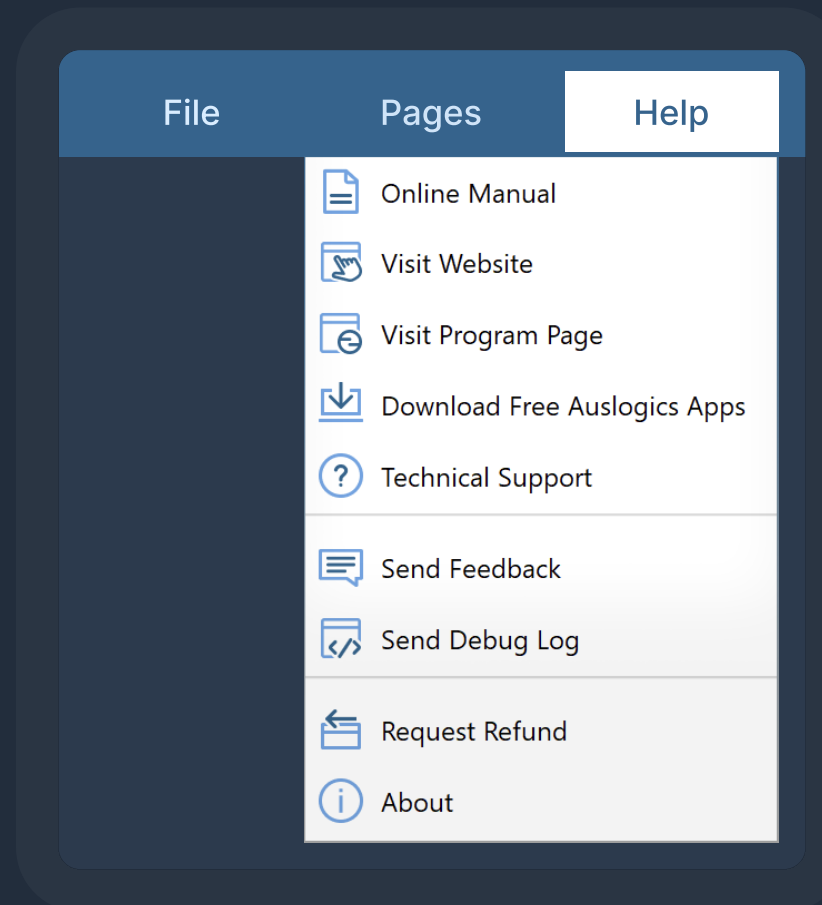 File Pages Help
Online Manual
Visit Website
Visit Program Page
Download Free Auslogics Apps
Technical Support
Send Feedback
Send Debug Log
Request Refund
About